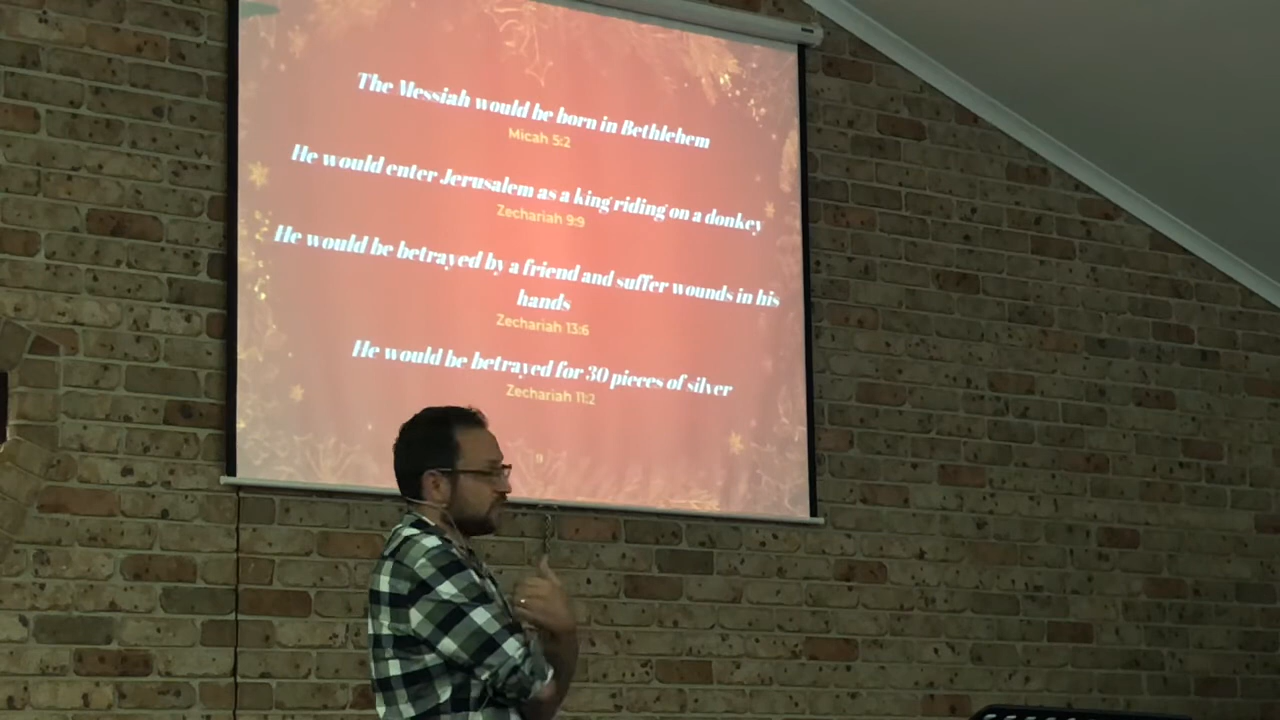 The Messiah would be born in Bethlehem
Micah 5:2
He would enter Jerusalem as a king riding on a donkey
Zechariah 9:9
He would be betrayed by a friend and suffer wounds in his
hands
Zechariah 13:6
He would be betrayed for 30 pieces of silver
Zechariah 11:2
9